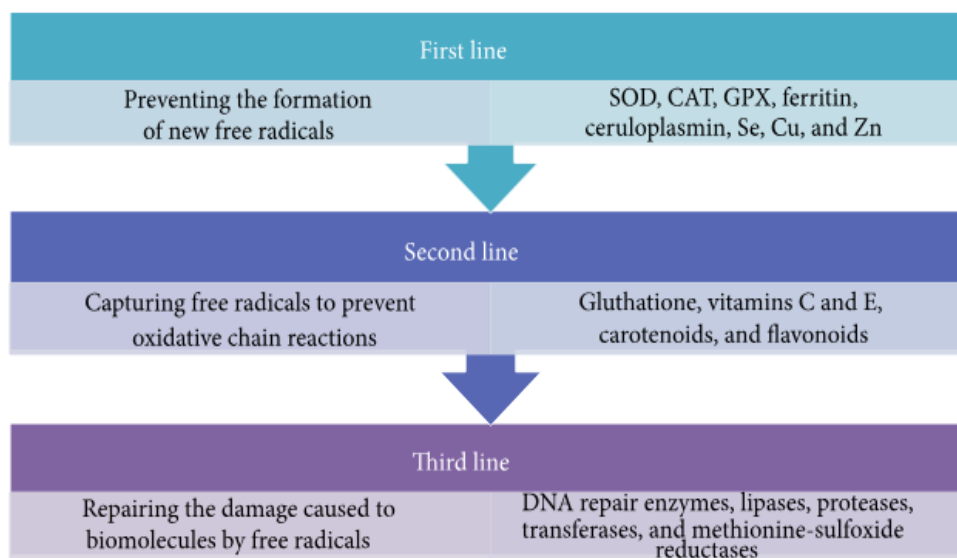 First line
Preventing the formation
of new free radicals
SOD, CAT, GPX, ferritin,
ceruloplasmin, Se, Cu, and Zn
Second line
Capturing free radicals to prevent
oxidative chain reactions
Gluthatione, vitamins C and E,
carotenoids, and flavonoids
Third line
Repairing the damage caused to
biomolecules by free radicals
DNA repair enzymes, lipases, proteases,
transferases, and methionine-sulfoxide
reductases